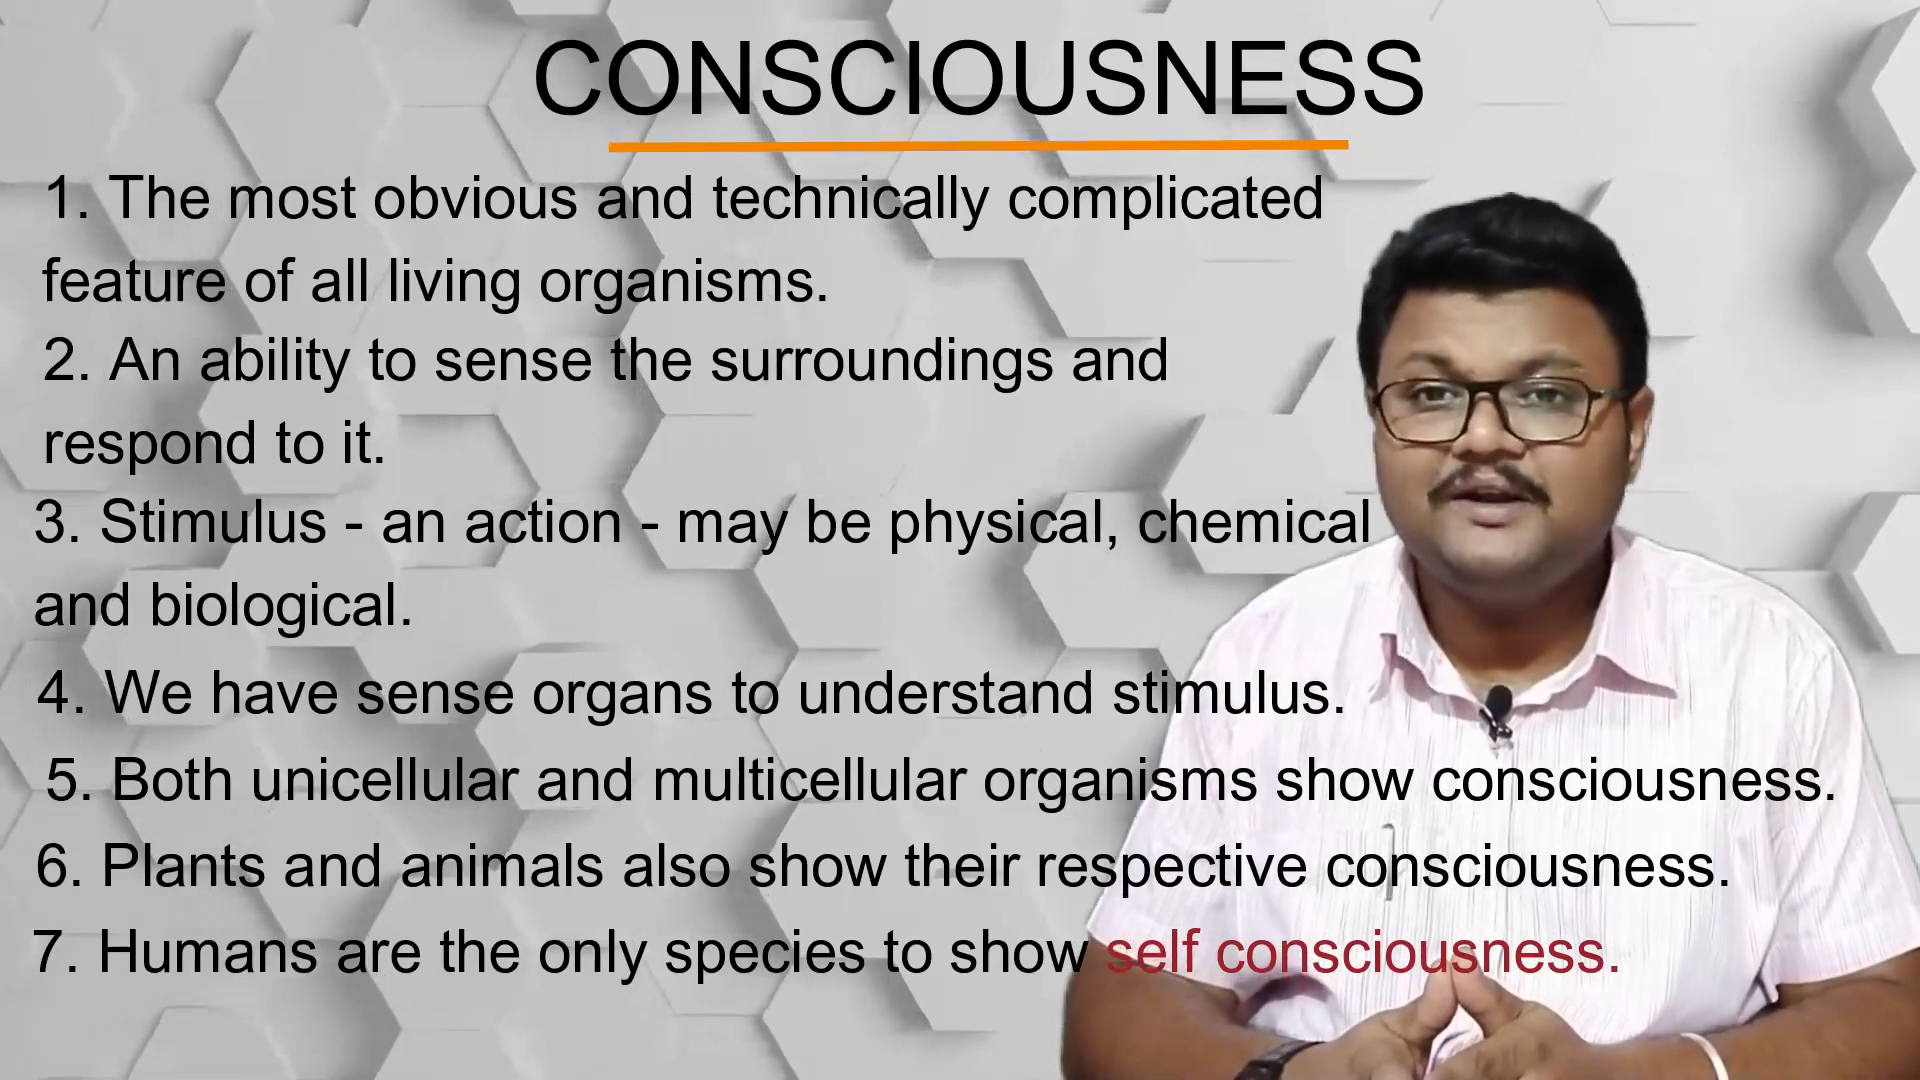 CONSCIOUSNESS
1. The most obvious and technically complicated
feature of all living organisms.
2. An ability to sense the surroundings and
respond to it.
3. Stimulus - an action - may be physical, chemical
and biological.
4. We have sense organs to understand stimulus.
5. Both unicellular and multicellular organisms show consciousness.
6. Plants and animals also show their respective consciousness.
7. Humans are the only species to show self consciousness.